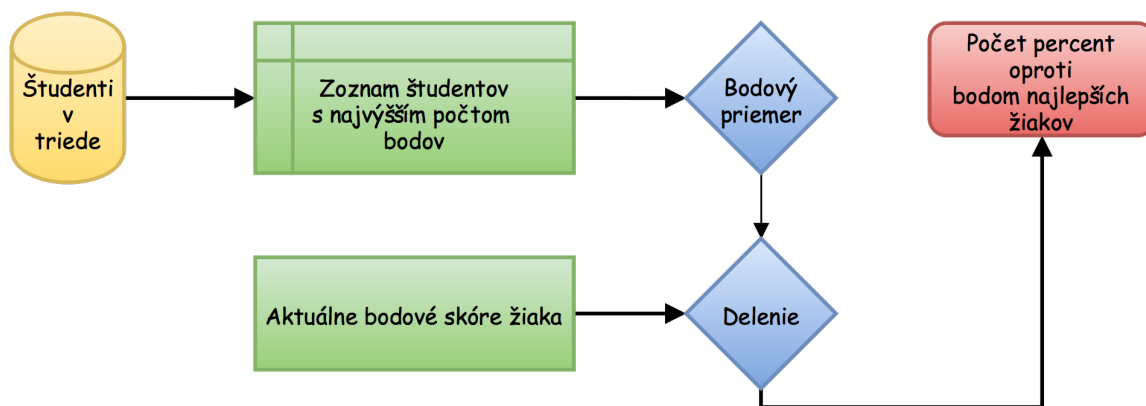 Študenti
v
triede
Zoznam študentov
s najvyšším počtom
bodov
Bodový
priemer
Počet percent
oproti
bodom najlepších
žiakov
Aktuálne bodové skóre žiaka
Delenie